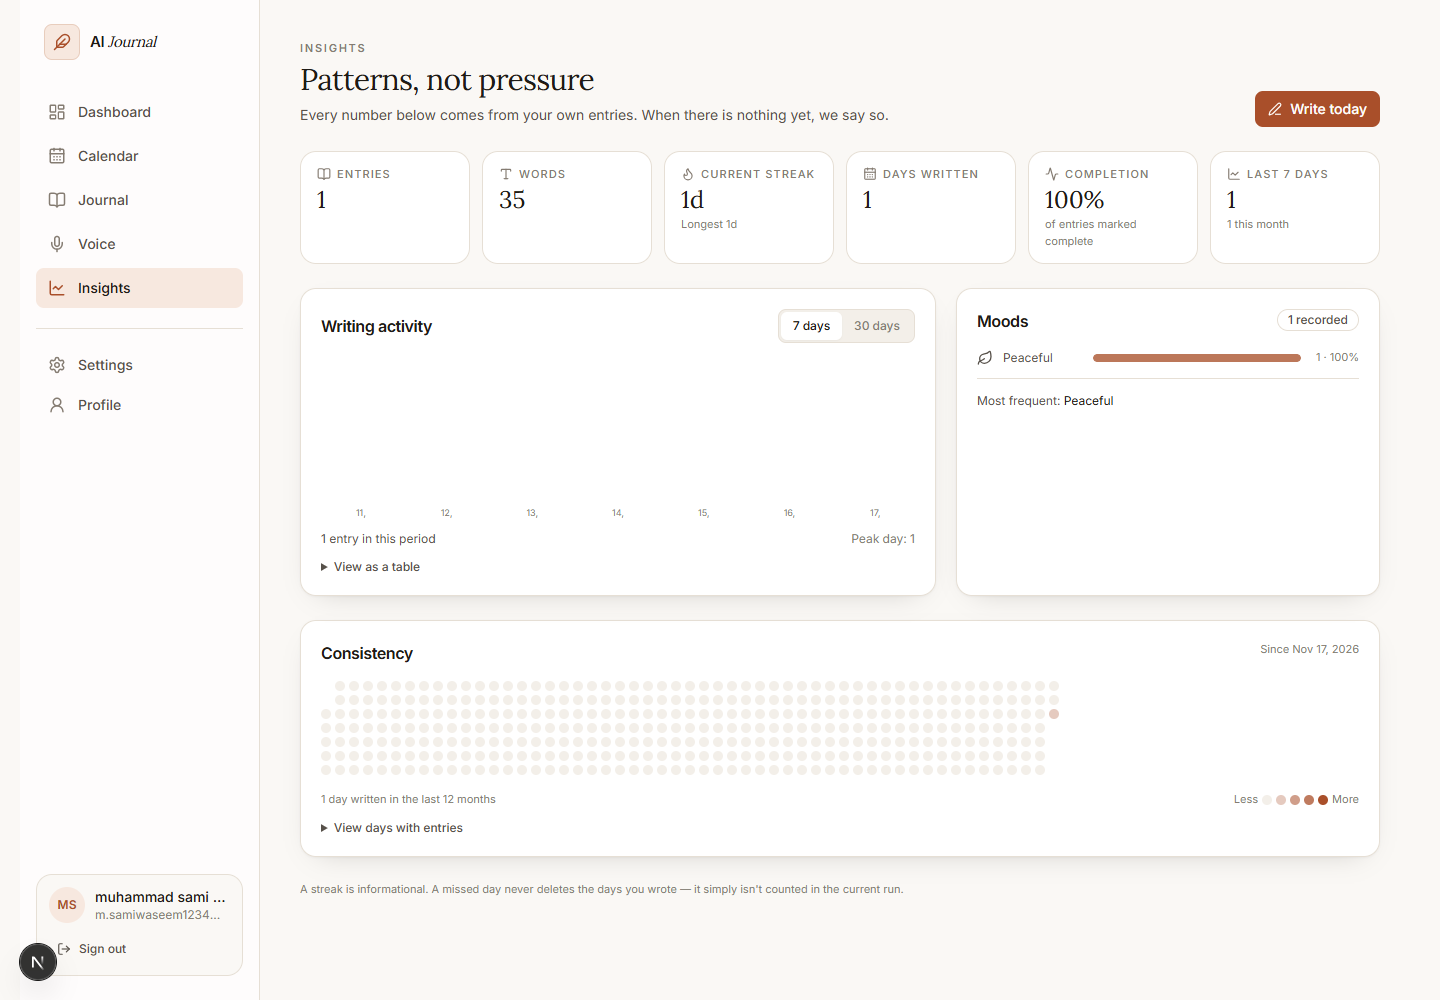 AI Journal
Dashboard
Calendar
Journal
Voice
Insights
Settings
Profile
MS
muhammad sami ...
m.samiwaseem1234...
Sign out
N
INSIGHTS
Patterns, not pressure
Every number below comes from your own entries. When there is nothing yet, we say so.
Write today
ENTRIES
1
WORDS
35
CURRENT STREAK
1d
Longest 1d
DAYS WRITTEN
1
COMPLETION
100%
of entries marked
complete
LAST 7 DAYS
1
1 this month
Writing activity
7 days
30 days
11,
12,
13,
14,
15,
16,
17,
1 entry in this period
Peak day: 1
View as a table
Moods
1 recorded
Peaceful
1 · 100%
Most frequent: Peaceful
Consistency
Since Nov 17, 2026
1 day written in the last 12 months
Less
More
View days with entries
A streak is informational. A missed day never deletes the days you wrote — it simply isn't counted in the current run.